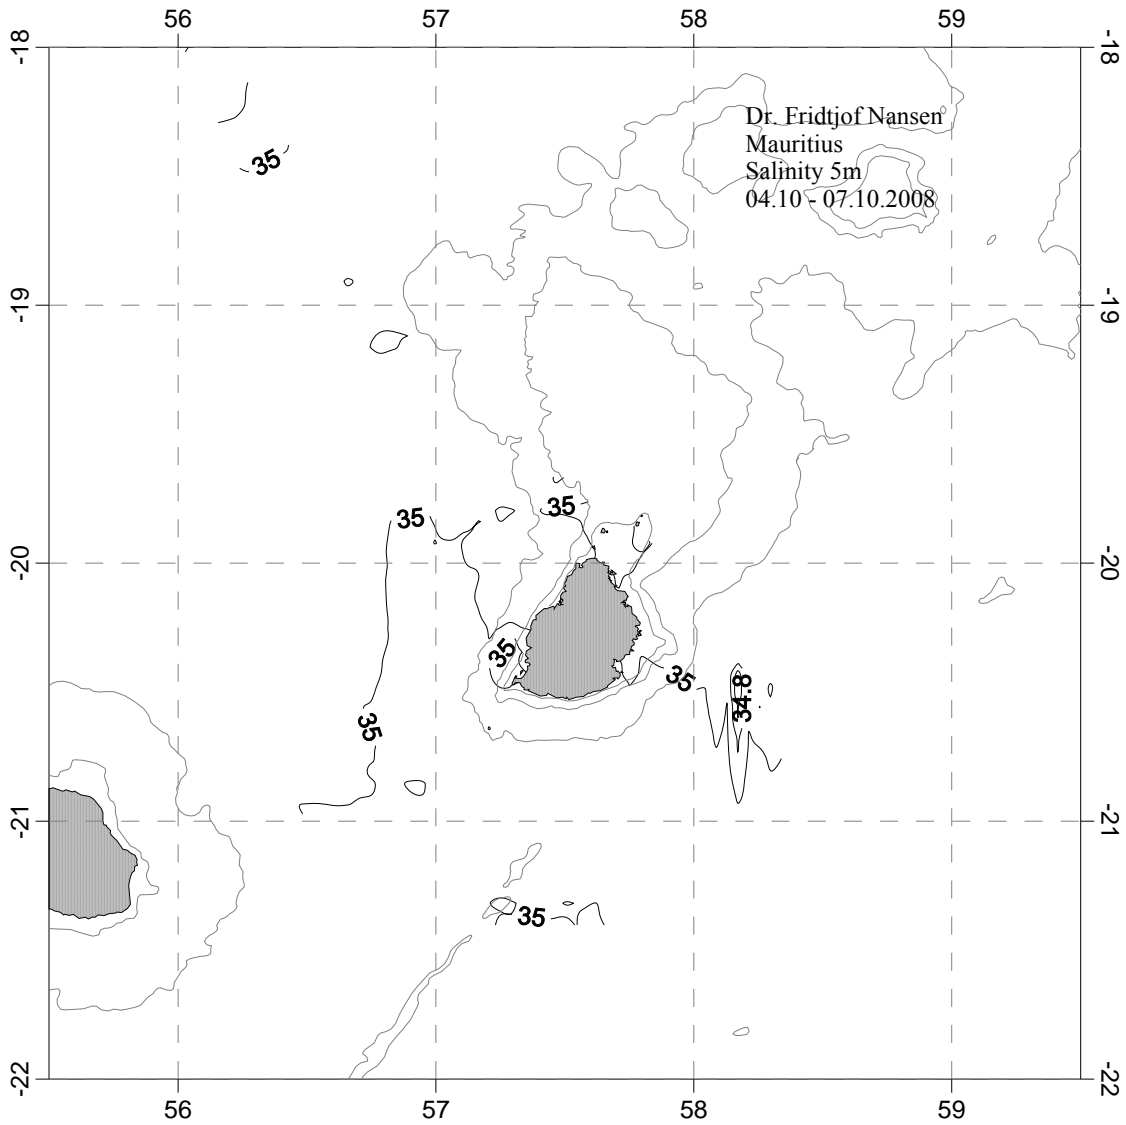 56 57 58 59
-18 -18
Dr. Fridtjof Nansen
Mauritius
35
Salinity 5m
04.10 - 07.10.2008
-19 -19
35
35
-20 -20
35
35
34.8
35
-21 -21
35
-22 -22
56 57 58 59